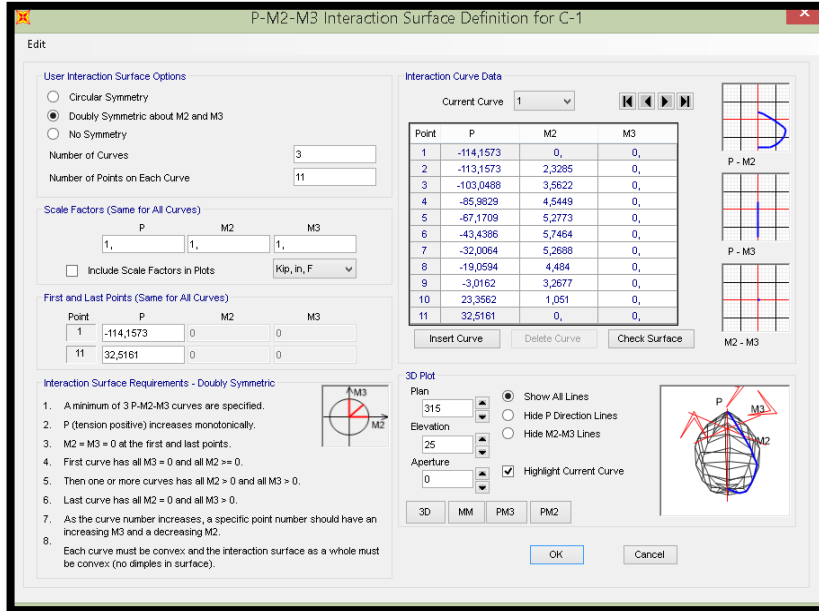 P-M2-M3 Interaction Surface Definition for C-1
Edit
User Interaction Surface Options
Circular Symmetry
Doubly Symmetric about M2 and M3
No Symmetry
Number of Curves 3
Number of Points on Each Curve 11
Scale Factors (Same for All Curves)
P M2 M3
1, 1, 1,
Include Scale Factors in Plots Kip, in, F
First and Last Points (Same for All Curves)
Point P M2 M3
1 -114,1573 0 0
11 32,5161 0 0
Interaction Surface Requirements - Doubly Symmetric
1. A minimum of 3 P-M2-M3 curves are specified.
2. P (tension positive) increases monotonically.
3. M2 = M3 = 0 at the first and last points.
4. First curve has all M3 = 0 and all M2 >= 0.
5. Then one or more curves has all M2 > 0 and all M3 > 0.
6. Last curve has all M2 = 0 and all M3 > 0.
7. As the curve number increases, a specific point number should have an
increasing M3 and a decreasing M2.
8.
Each curve must be convex and the interaction surface as a whole must
be convex (no dimples in surface).
M3
M2
Interaction Curve Data
Current Curve 1
Point P M2 M3
1 -114,1573 0, 0,
2 -113,1573 2,3285 0,
3 -103,0488 3,5622 0,
4 -85,9829 4,5449 0,
5 -67,1709 5,2773 0,
6 -43,4386 5,7464 0,
7 -32,0064 5,2688 0,
8 -19,0594 4,484 0,
9 -3,0162 3,2677 0,
10 23,3562 1,051 0,
11 32,5161 0, 0,
Insert Curve Delete Curve Check Surface
P - M2
P - M3
M2 - M3
3D Plot
Plan
315
Elevation
25
Aperture
0
Show All Lines
Hide P Direction Lines
Hide M2-M3 Lines
Highlight Current Curve
3D MM PM3 PM2
P
M3
M2
OK Cancel